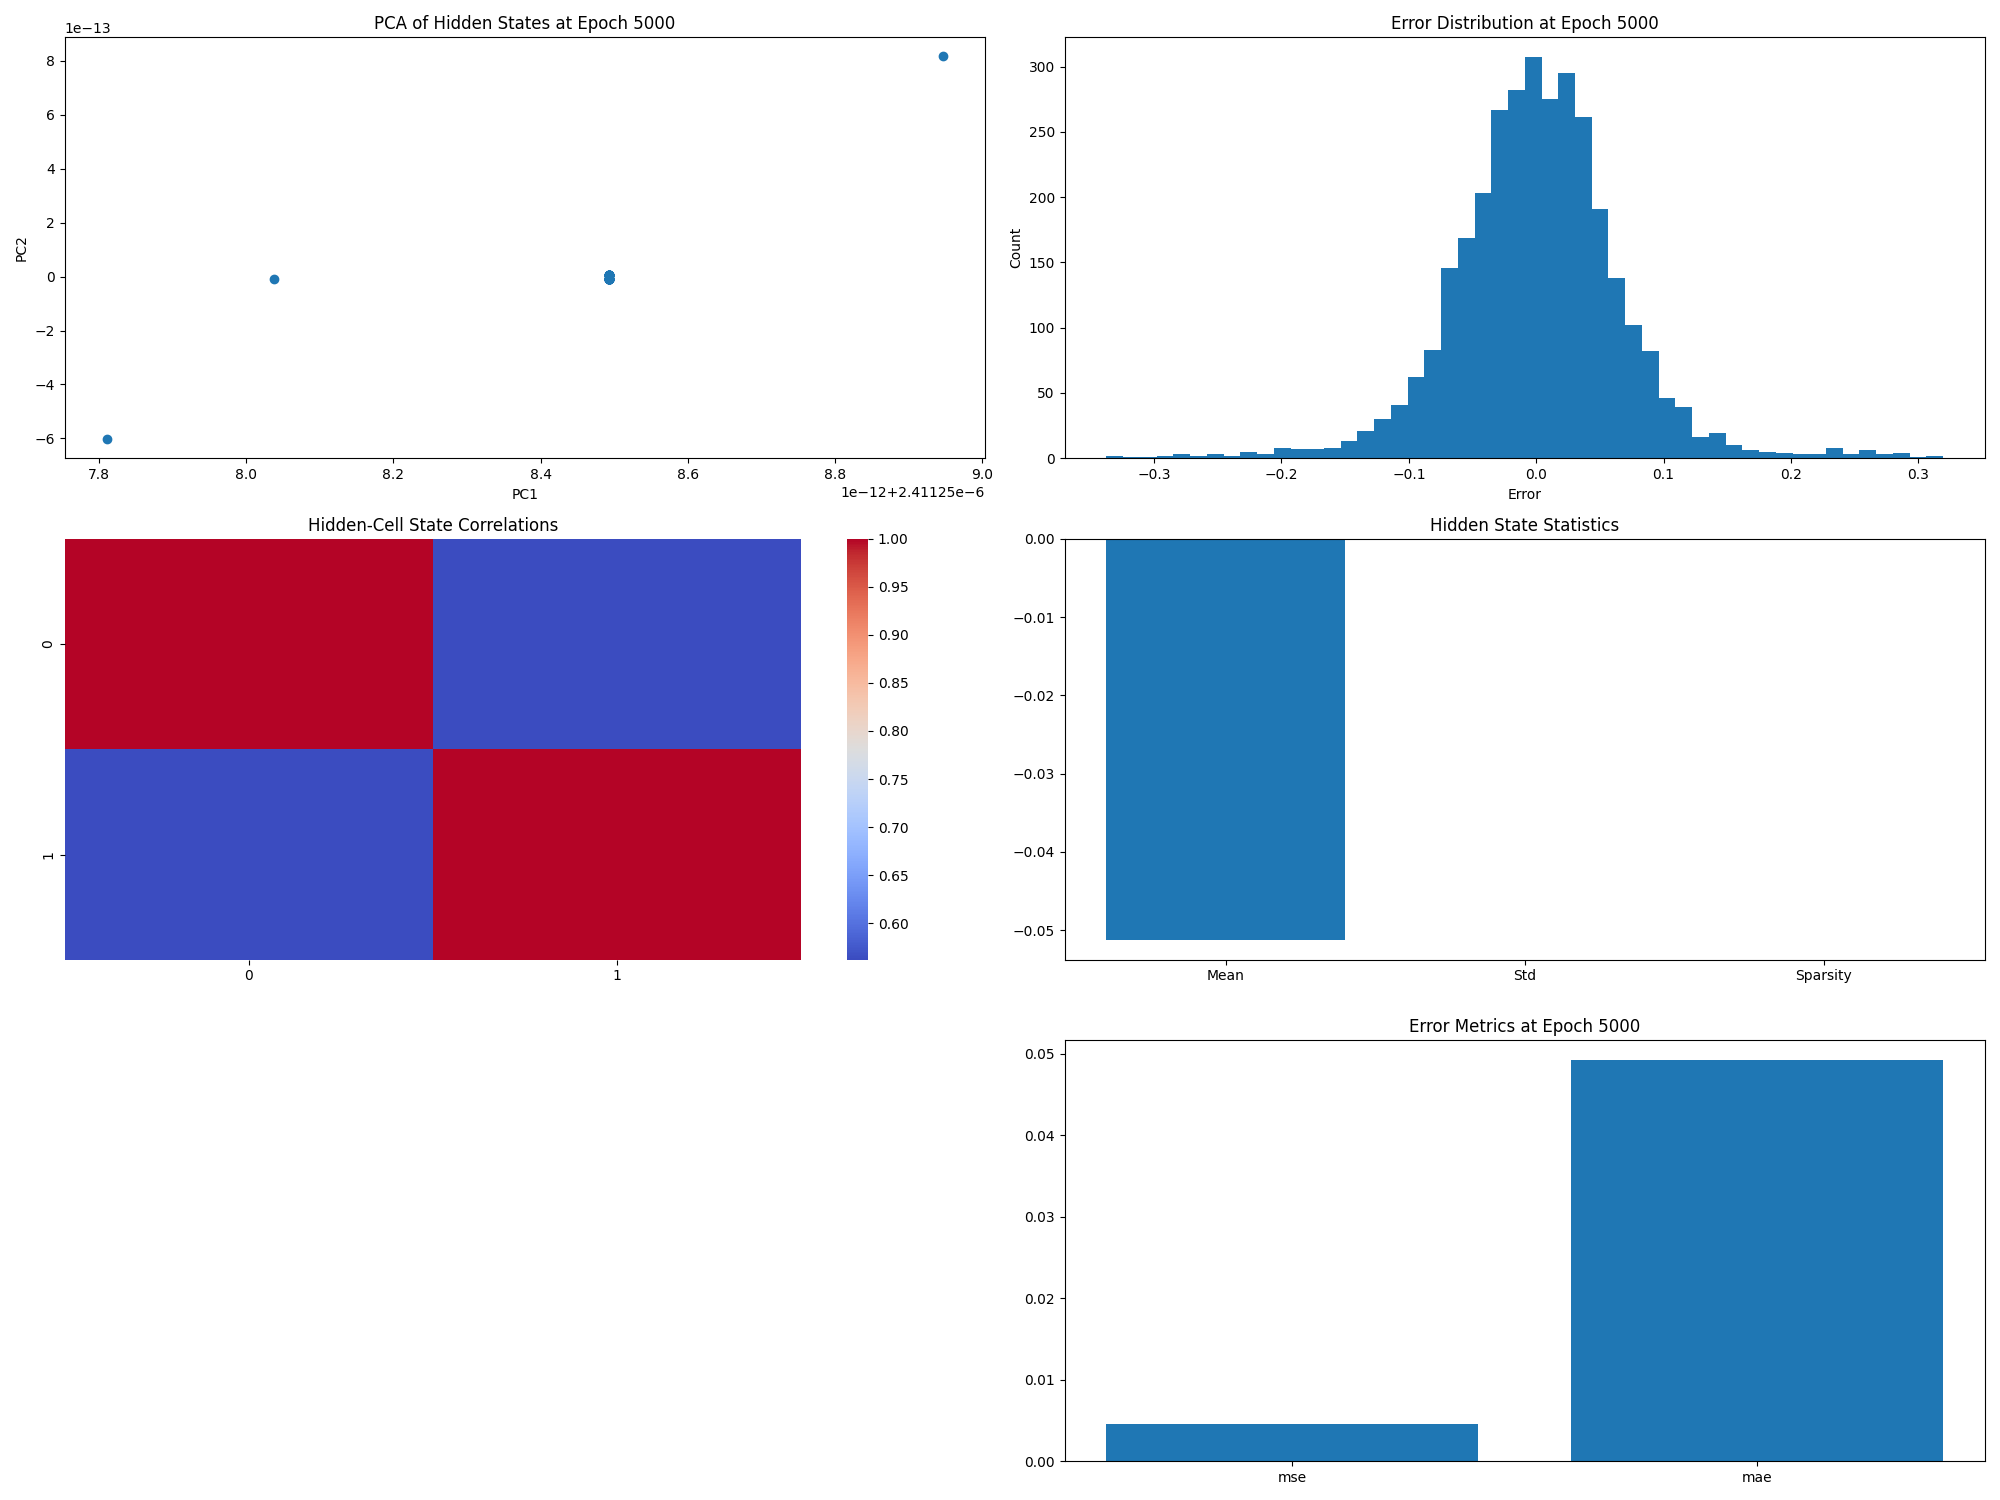 PCA of Hidden States at Epoch 5000
1e−13
8
6
4
2
0
−2
−4
−6
PC2
7.8 8.0 8.2 8.4 8.6 8.8 9.0
PC1
1e−12+2.41125e−6
Error Distribution at Epoch 5000
300
250
200
150
100
50
0
Count
−0.3 −0.2 −0.1 0.0 0.1 0.2 0.3
Error
Hidden-Cell State Correlations
0
1
0 1
1.00
0.95
0.90
0.85
0.80
0.75
0.70
0.65
0.60
Hidden State Statistics
0.00
−0.01
−0.02
−0.03
−0.04
−0.05
Mean Std Sparsity
Error Metrics at Epoch 5000
0.05
0.04
0.03
0.02
0.01
0.00
mse mae